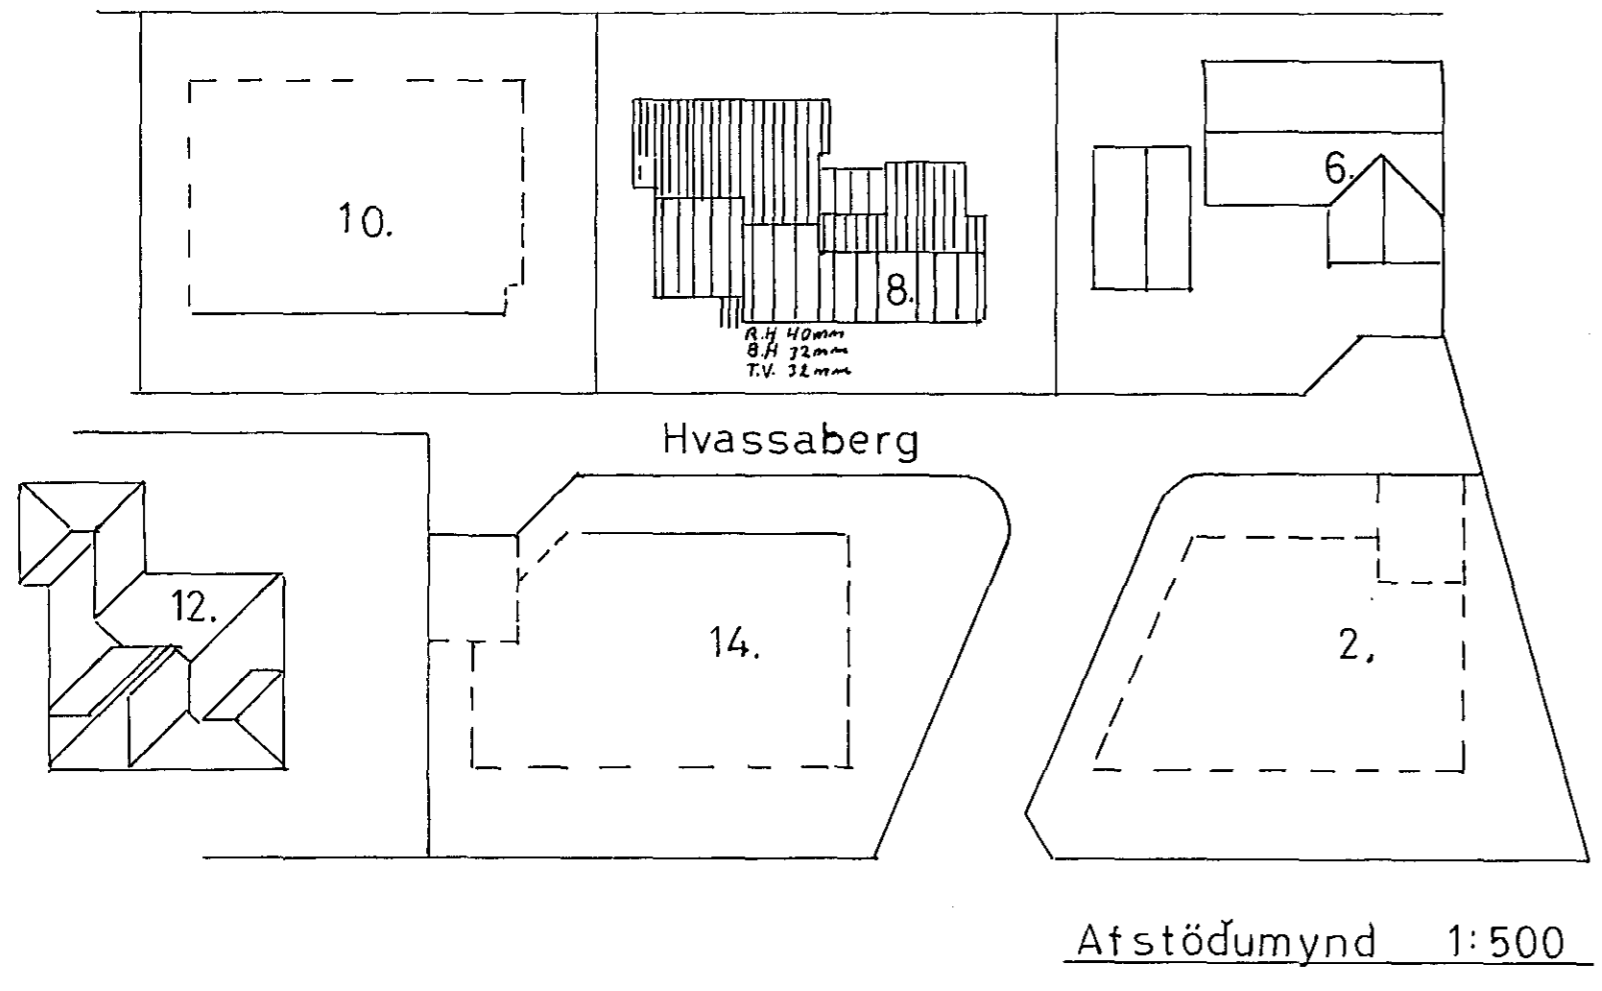 10.
6.
8.
R.H 40mm
B.H 32mm
T.V. 32mm
Hvassaberg
12.
14.
2.
Afstöðumynd 1:500